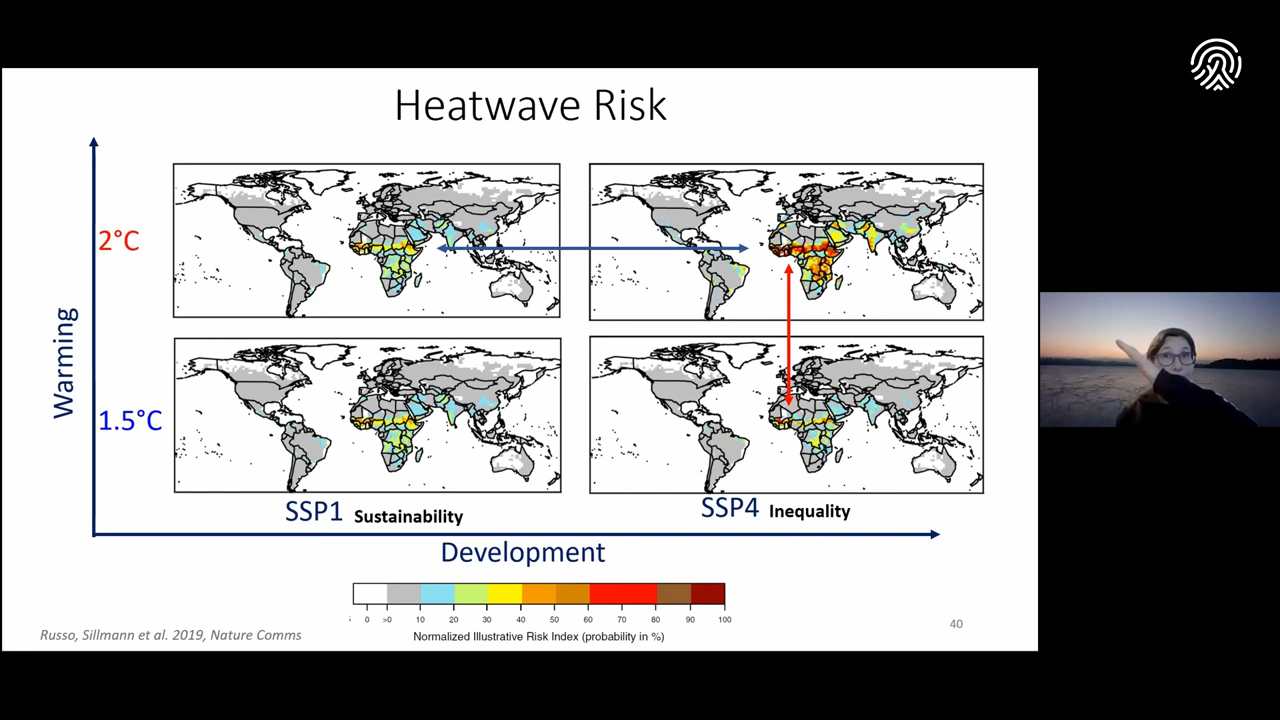 Heatwave Risk
2°C
Warming
1.5°C
SSP1 Sustainability
SSP4 Inequality
Development
0 >0 10 20 30 40 50 60 70 80 90 100
Normalized Illustrative Risk Index (probability in %)
Russo, Sillmann et al. 2019, Nature Comms
40